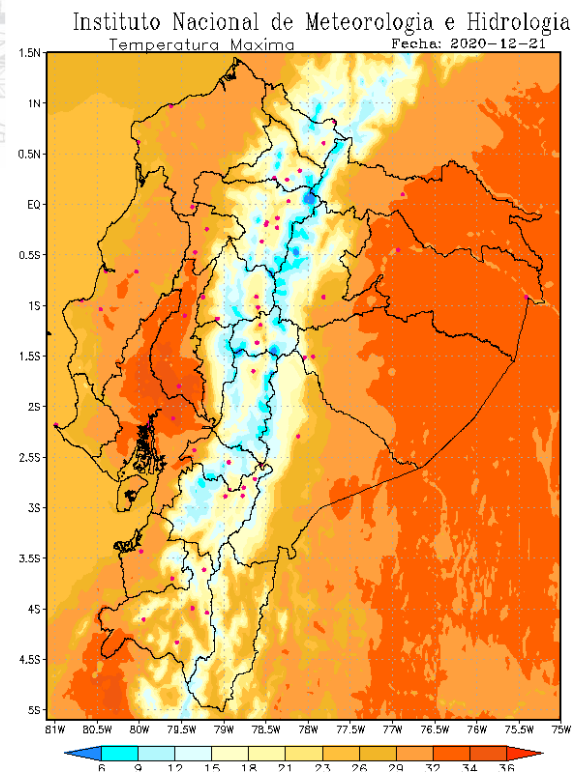 Instituto Nacional de Meteorologia e Hidrologia
Temperatura Maxima Fecha: 2020-12-21
1.5N
1N
0.5N
EQ
0.5S
1S
1.5S
2S
2.5S
3S
3.5S
4S
4.5S
5S
81W 80.5W 80W 79.5W 79W 78.5W 78W 77.5W 77W 76.5W 76W 75.5W 75W
6 9 12 15 18 21 23 26 29 32 34 36